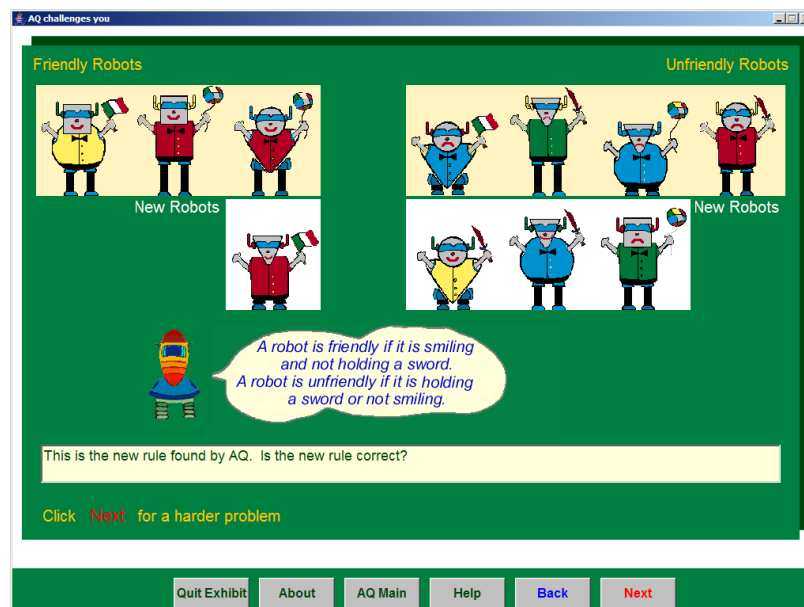 AQ challenges you
Friendly Robots
Unfriendly Robots
New Robots
New Robots
A robot is friendly if it is smiling
and not holding a sword.
A robot is unfriendly if it is holding
a sword or not smiling.
This is the new rule found by AQ.  Is the new rule correct?
Click Next for a harder problem
Quit Exhibit
About
AQ Main
Help
Back
Next